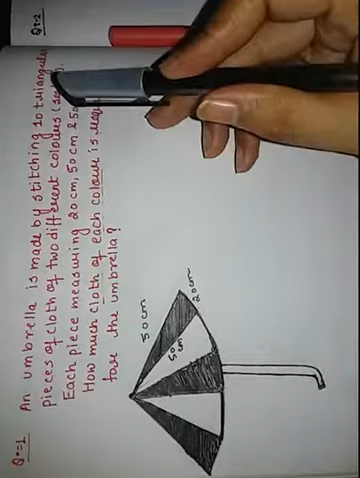 Q=1 An umbrella is made by stitching 10 triangular
pieces of cloth of two different colours
Each piece measuring 20 cm, 50 cm & 50
How much cloth of each colour is
the umbrella?
50 cm
50 cm
20 cm
Q=2